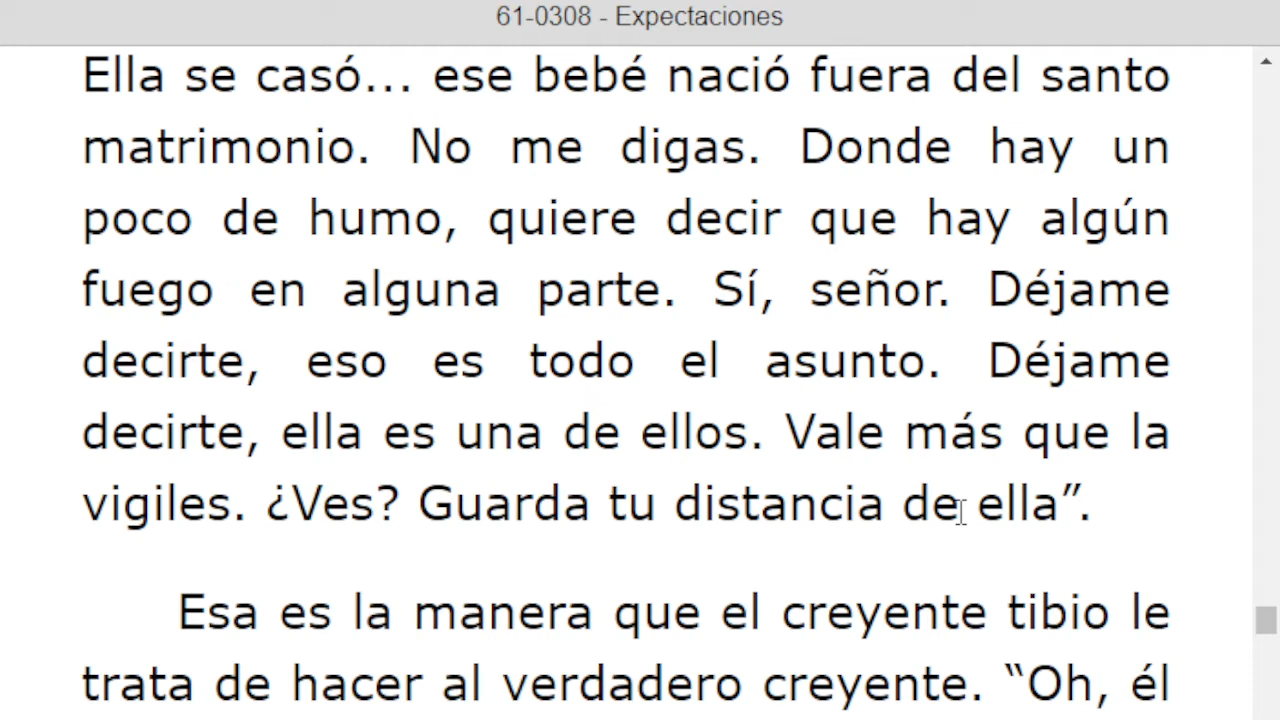 61-0308 - Expectaciones
Ella se casó... ese bebé nació fuera del santo
matrimonio. No me digas. Donde hay un
poco de humo, quiere decir que hay algún
fuego en alguna parte. Sí, señor. Déjame
decirte, eso es todo el asunto. Déjame
decirte, ella es una de ellos. Vale más que la
vigiles. ¿Ves? Guarda tu distancia de ella”.
Esa es la manera que el creyente tibio le
trata de hacer al verdadero creyente. “Oh, él